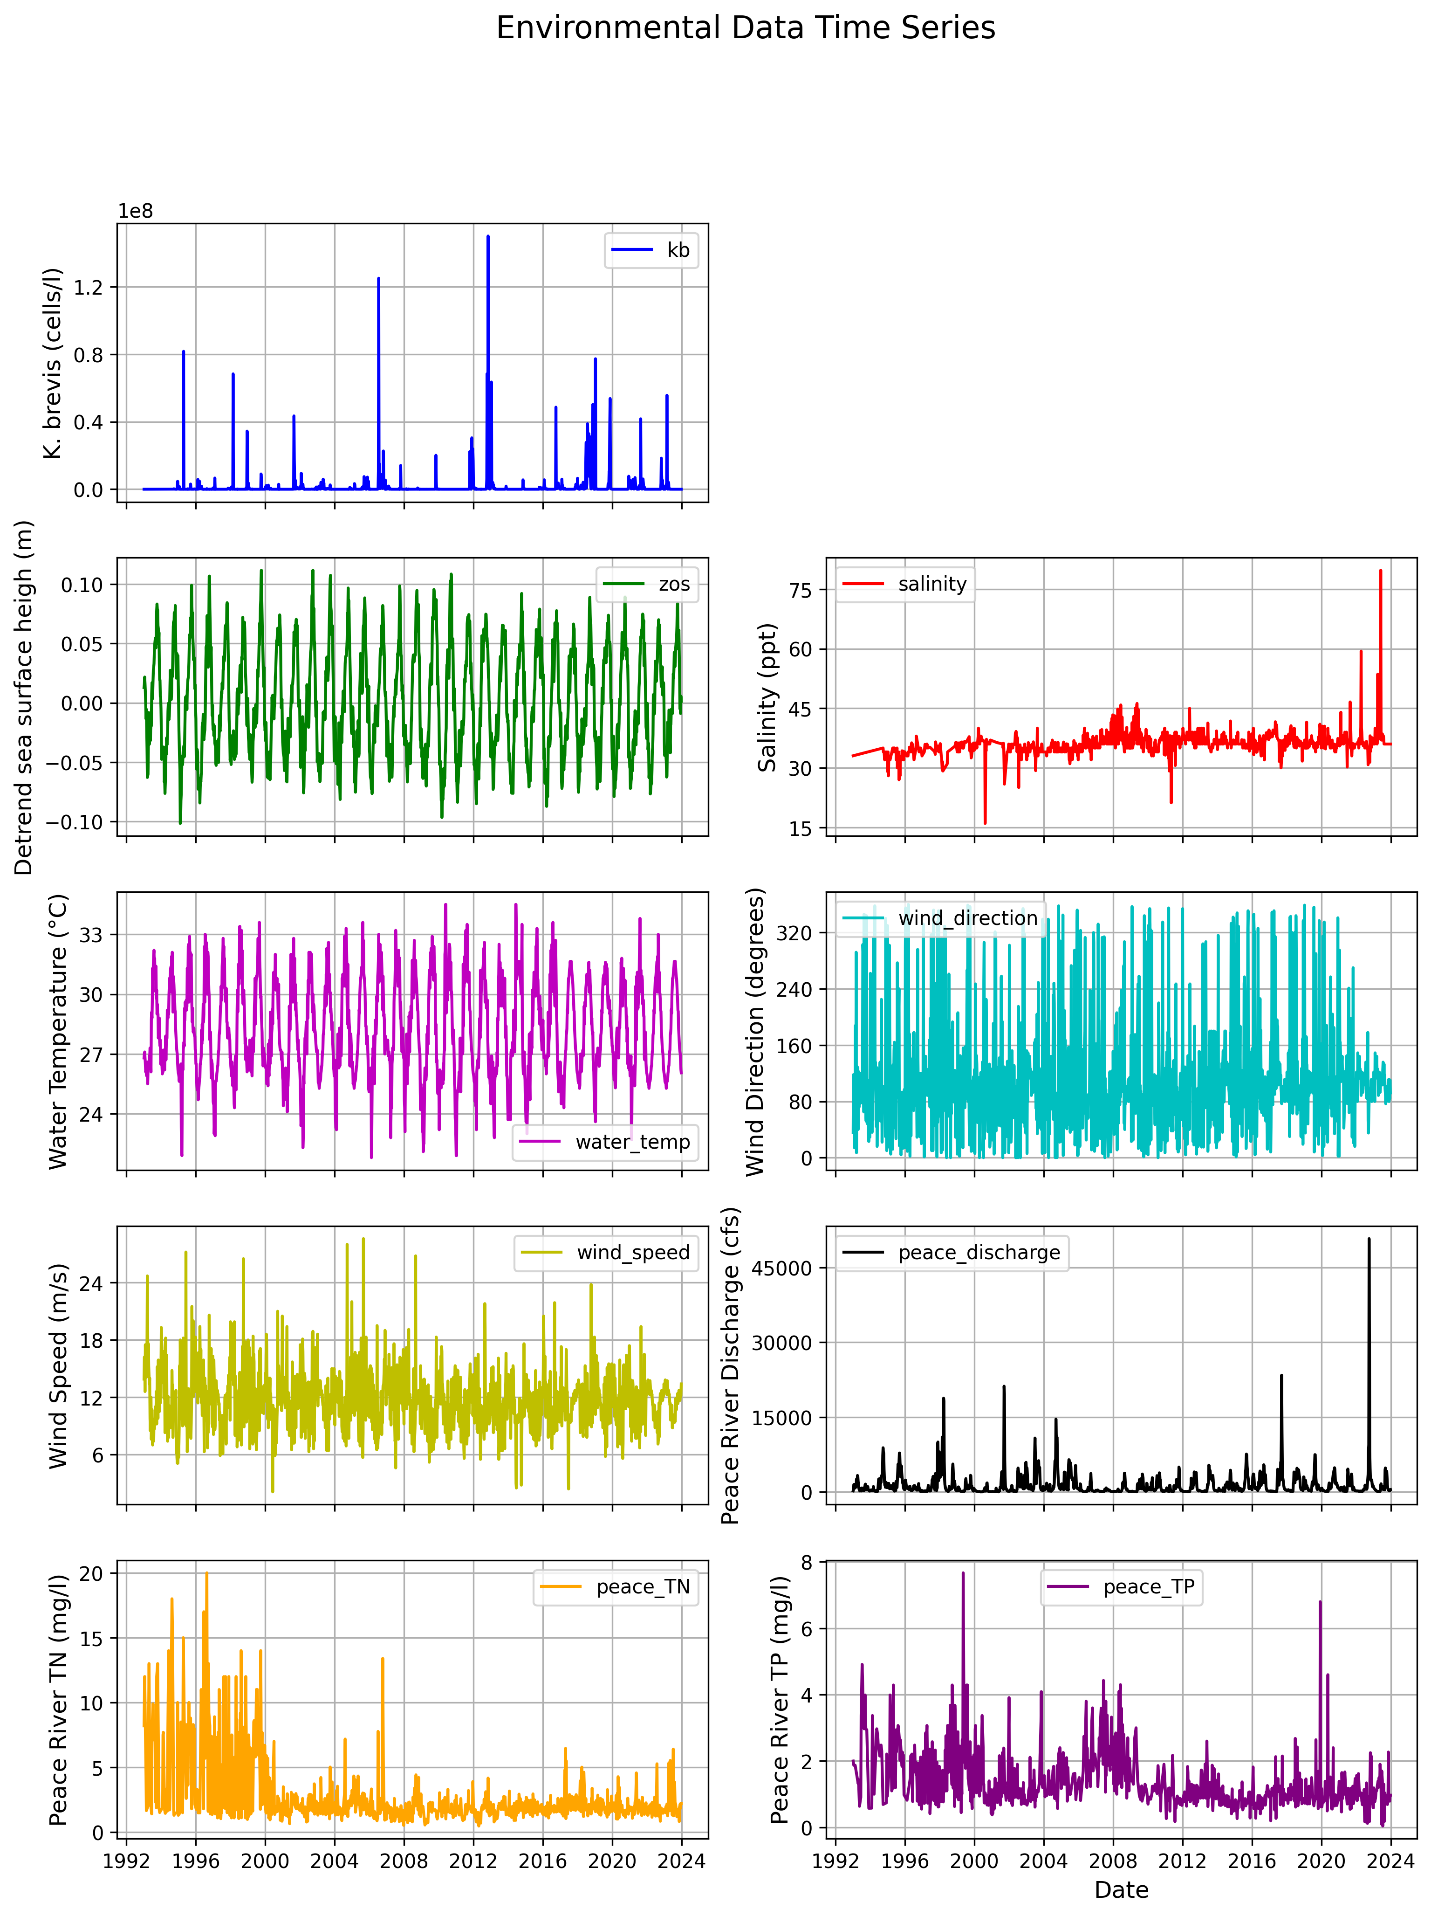 Environmental Data Time Series
1e8
K. brevis (cells/l)
1.2
0.8
0.4
0.0
kb
Detrend sea surface heigh (m)
0.10
0.05
0.00
−0.05
−0.10
zos
Salinity (ppt)
75
60
45
30
15
salinity
Water Temperature (°C)
33
30
27
24
water_temp
Wind Direction (degrees)
320
240
160
80
0
wind_direction
Wind Speed (m/s)
24
18
12
6
wind_speed
Peace River Discharge (cfs)
45000
30000
15000
0
peace_discharge
Peace River TN (mg/l)
20
15
10
5
0
peace_TN
1992 1996 2000 2004 2008 2012 2016 2020 2024
Peace River TP (mg/l)
8
6
4
2
0
peace_TP
1992 1996 2000 2004 2008 2012 2016 2020 2024
Date